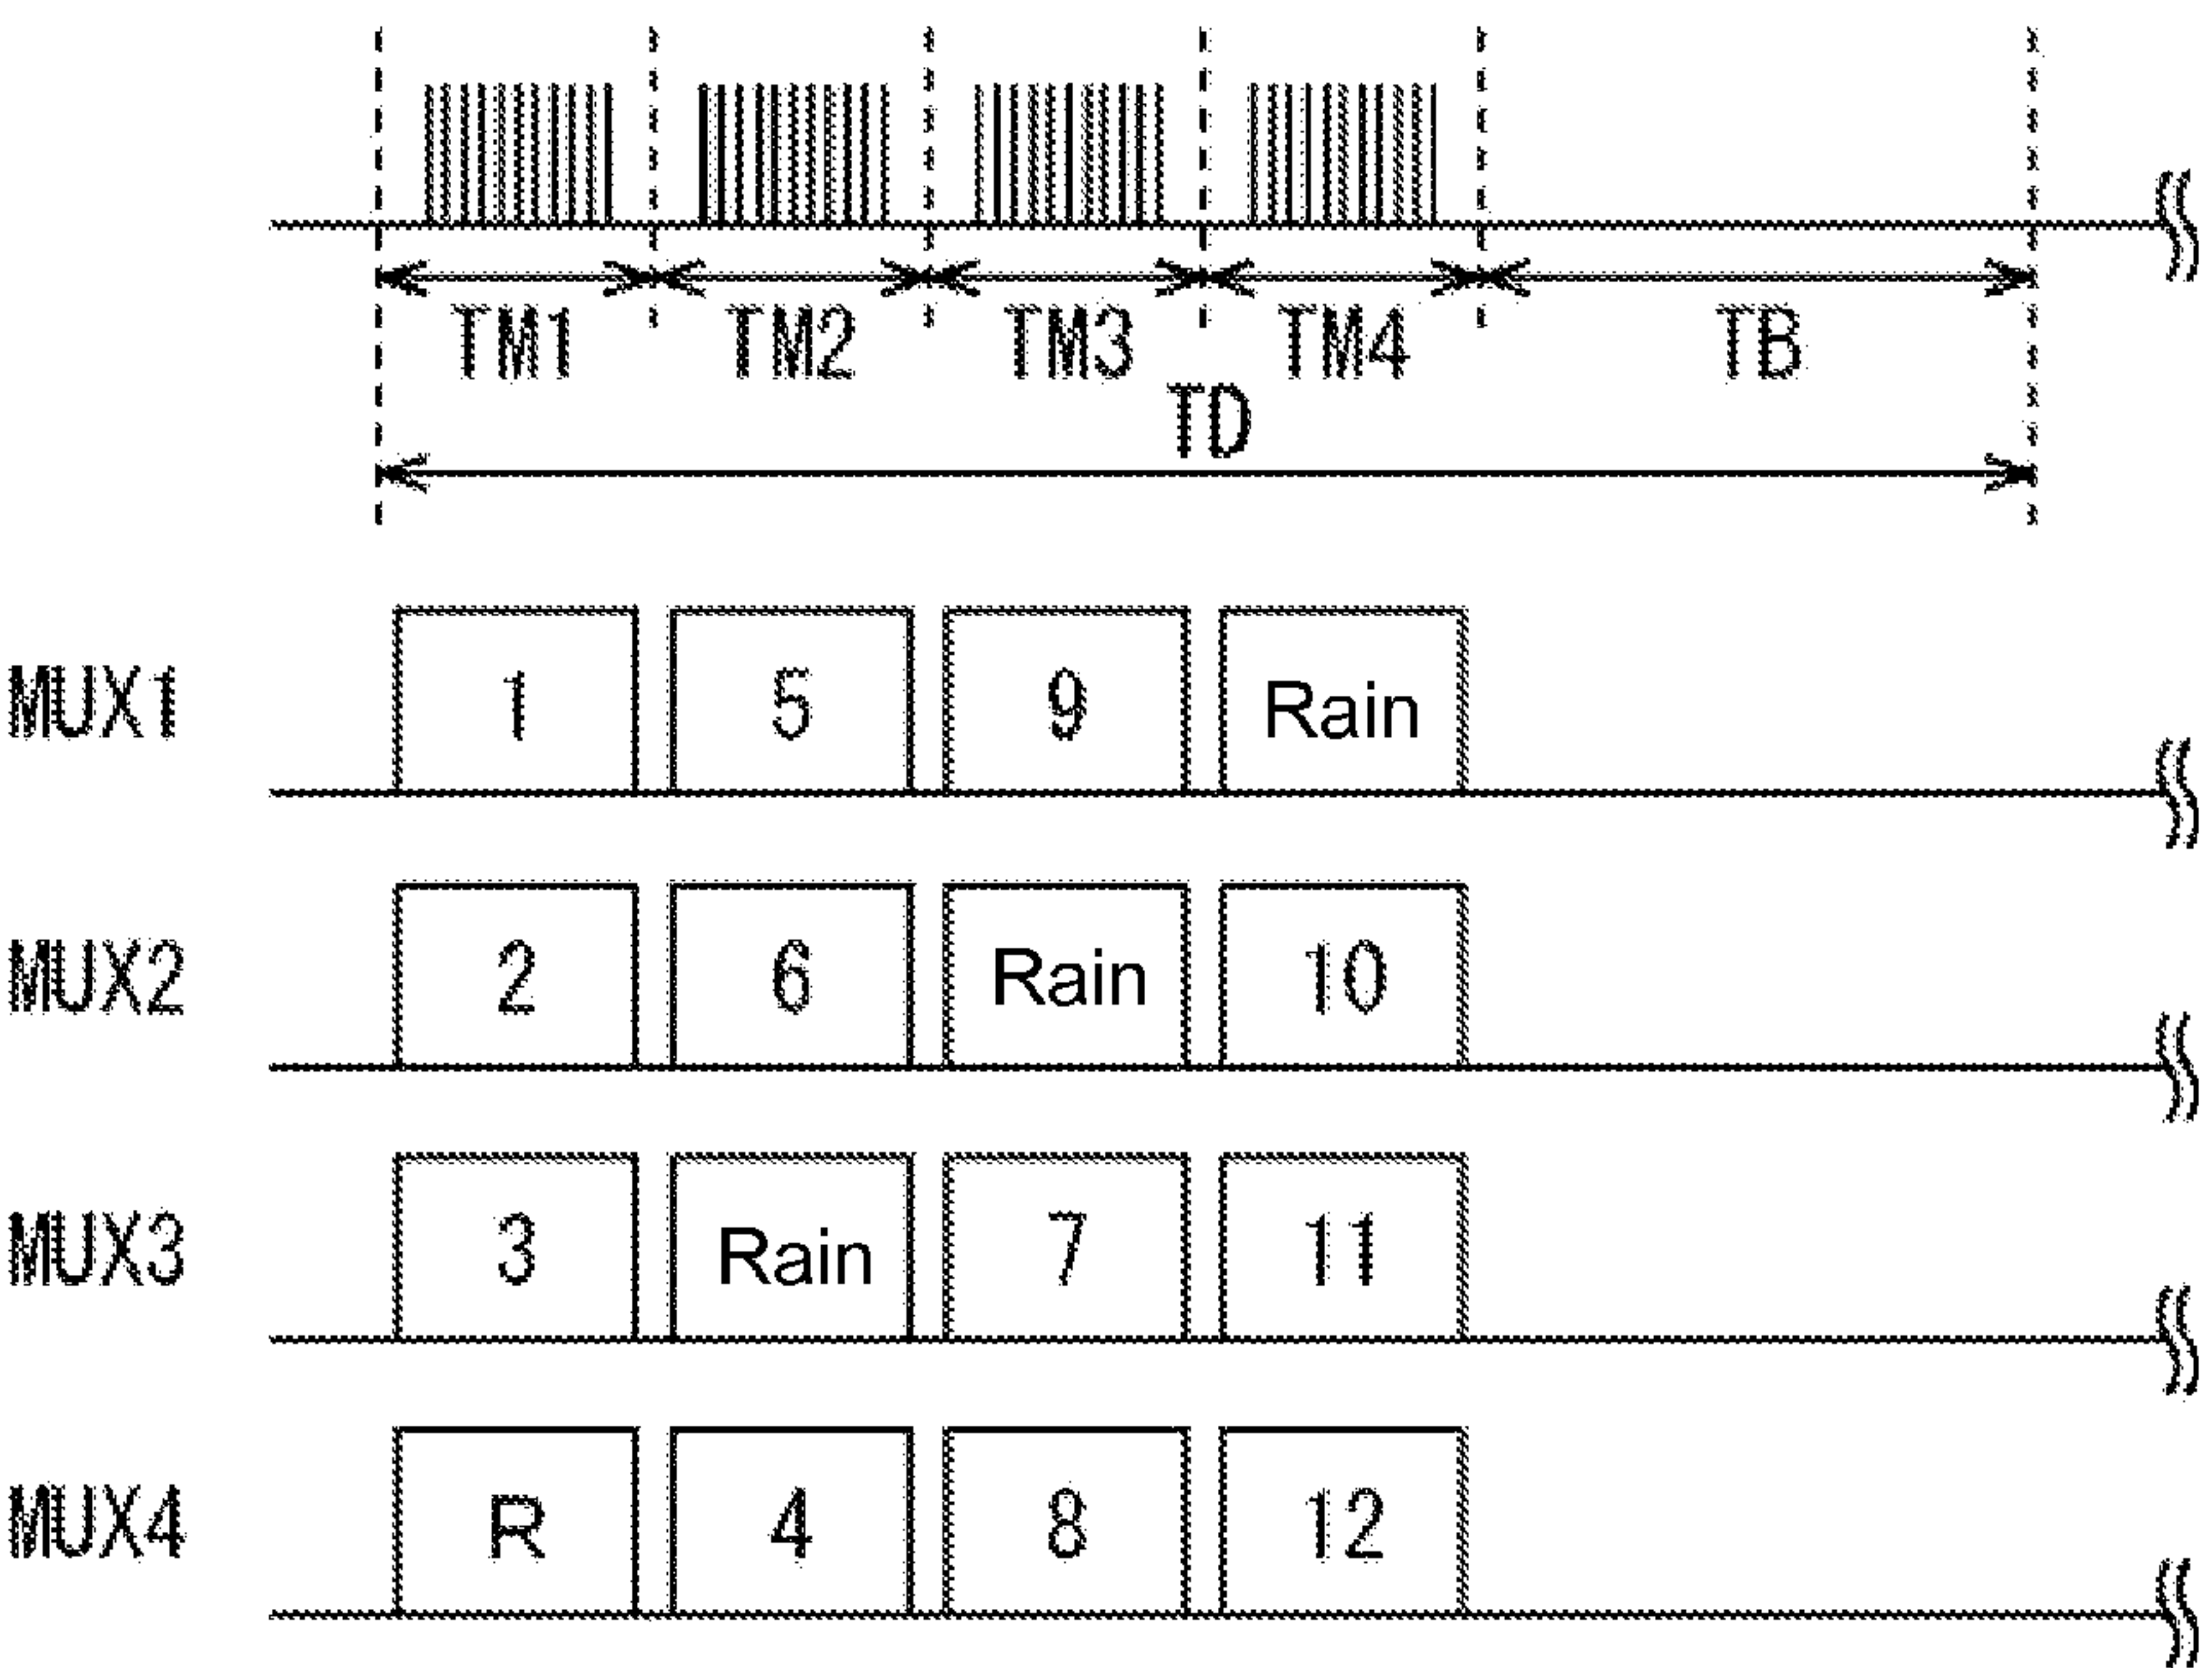 TM1 TM2 TM3 TM4 TB
TD
MUX1 1 5 9 Rain
MUX2 2 6 Rain 10
MUX3 3 Rain 7 11
MUX4 R 4 8 12